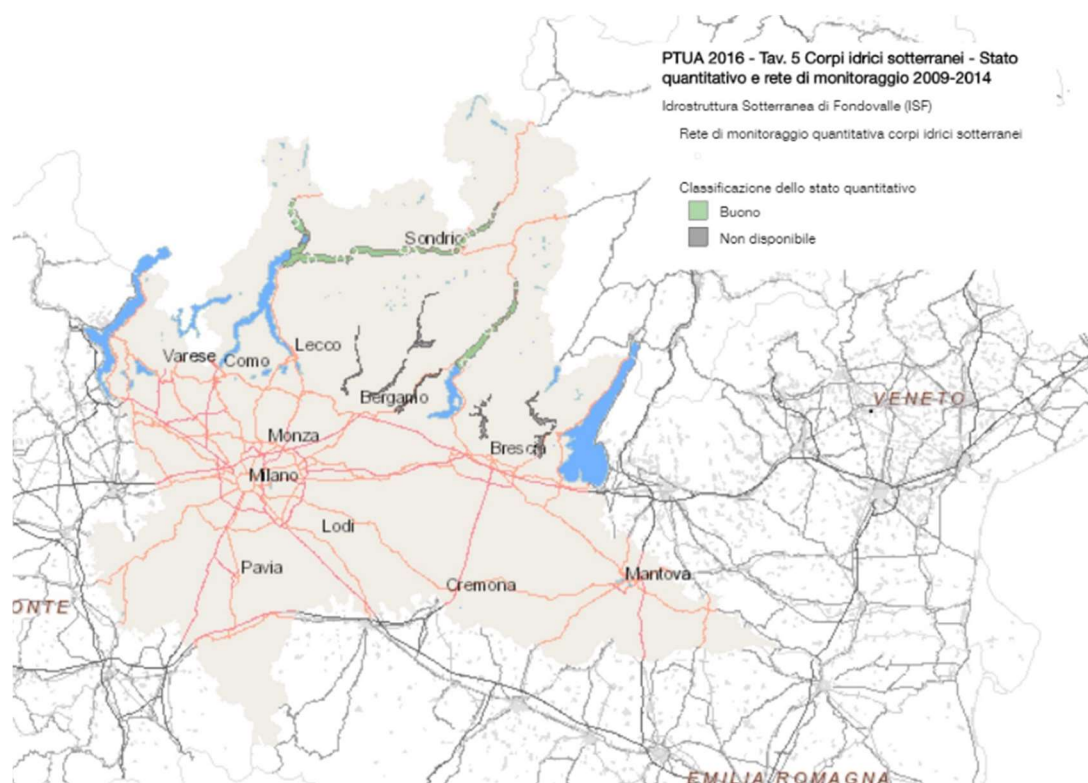 PTUA 2016 - Tav. 5 Corpi idrici sotterranei - Stato
quantitativo e rete di monitoraggio 2009-2014
Idrostruttura Sotterranea di Fondovalle (ISF)
Rete di monitoraggio quantitativa corpi idrici sotterranei
Classificazione dello stato quantitativo
Buono
Non disponibile
Sondrio
Lecco
Varese
Como
Bergamo
VENETO
Monza
Brescia
Milano
Lodi
Pavia
Mantova
Cremona
ONTE
EMILIA ROMAGNA